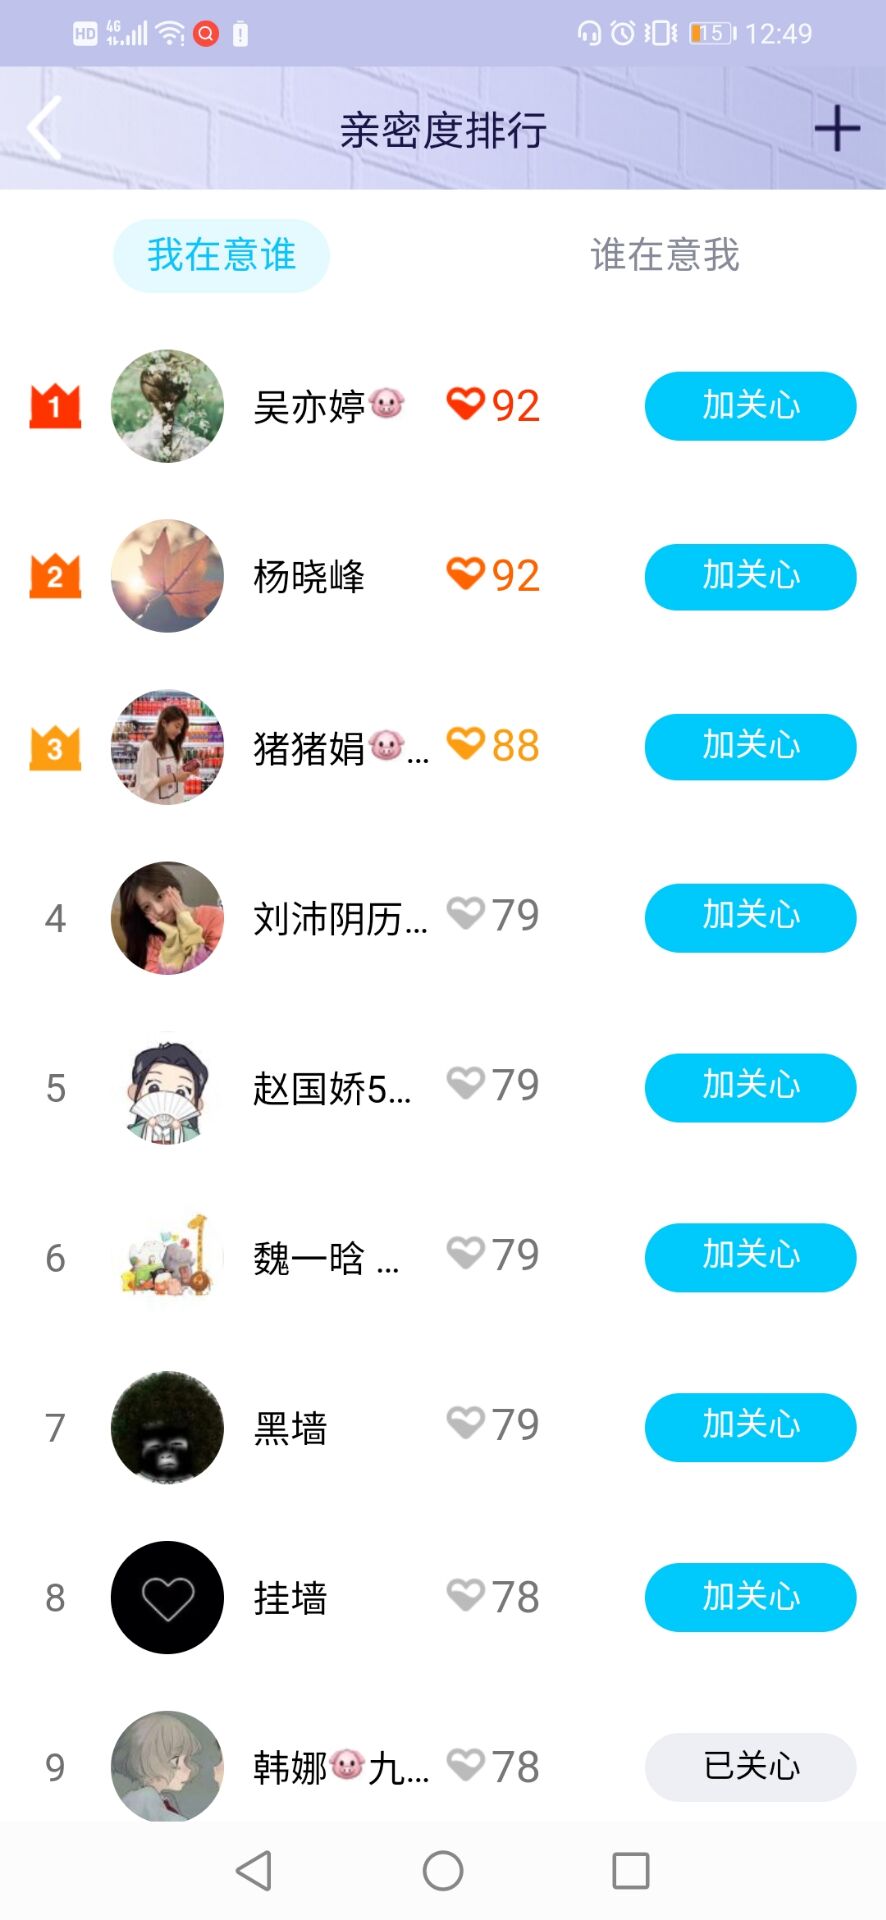 HD 4G 15 12:49
亲密度排行
我在意谁 谁在意我
1 吴亦婷🐷 92 加关心
2 杨晓峰 92 加关心
3 猪猪娟🐷... 88 加关心
4 刘沛阴历... 79 加关心
5 赵国娇5... 79 加关心
6 魏一晗 ... 79 加关心
7 黑墙 79 加关心
8 挂墙 78 加关心
9 韩娜🐷九... 78 已关心